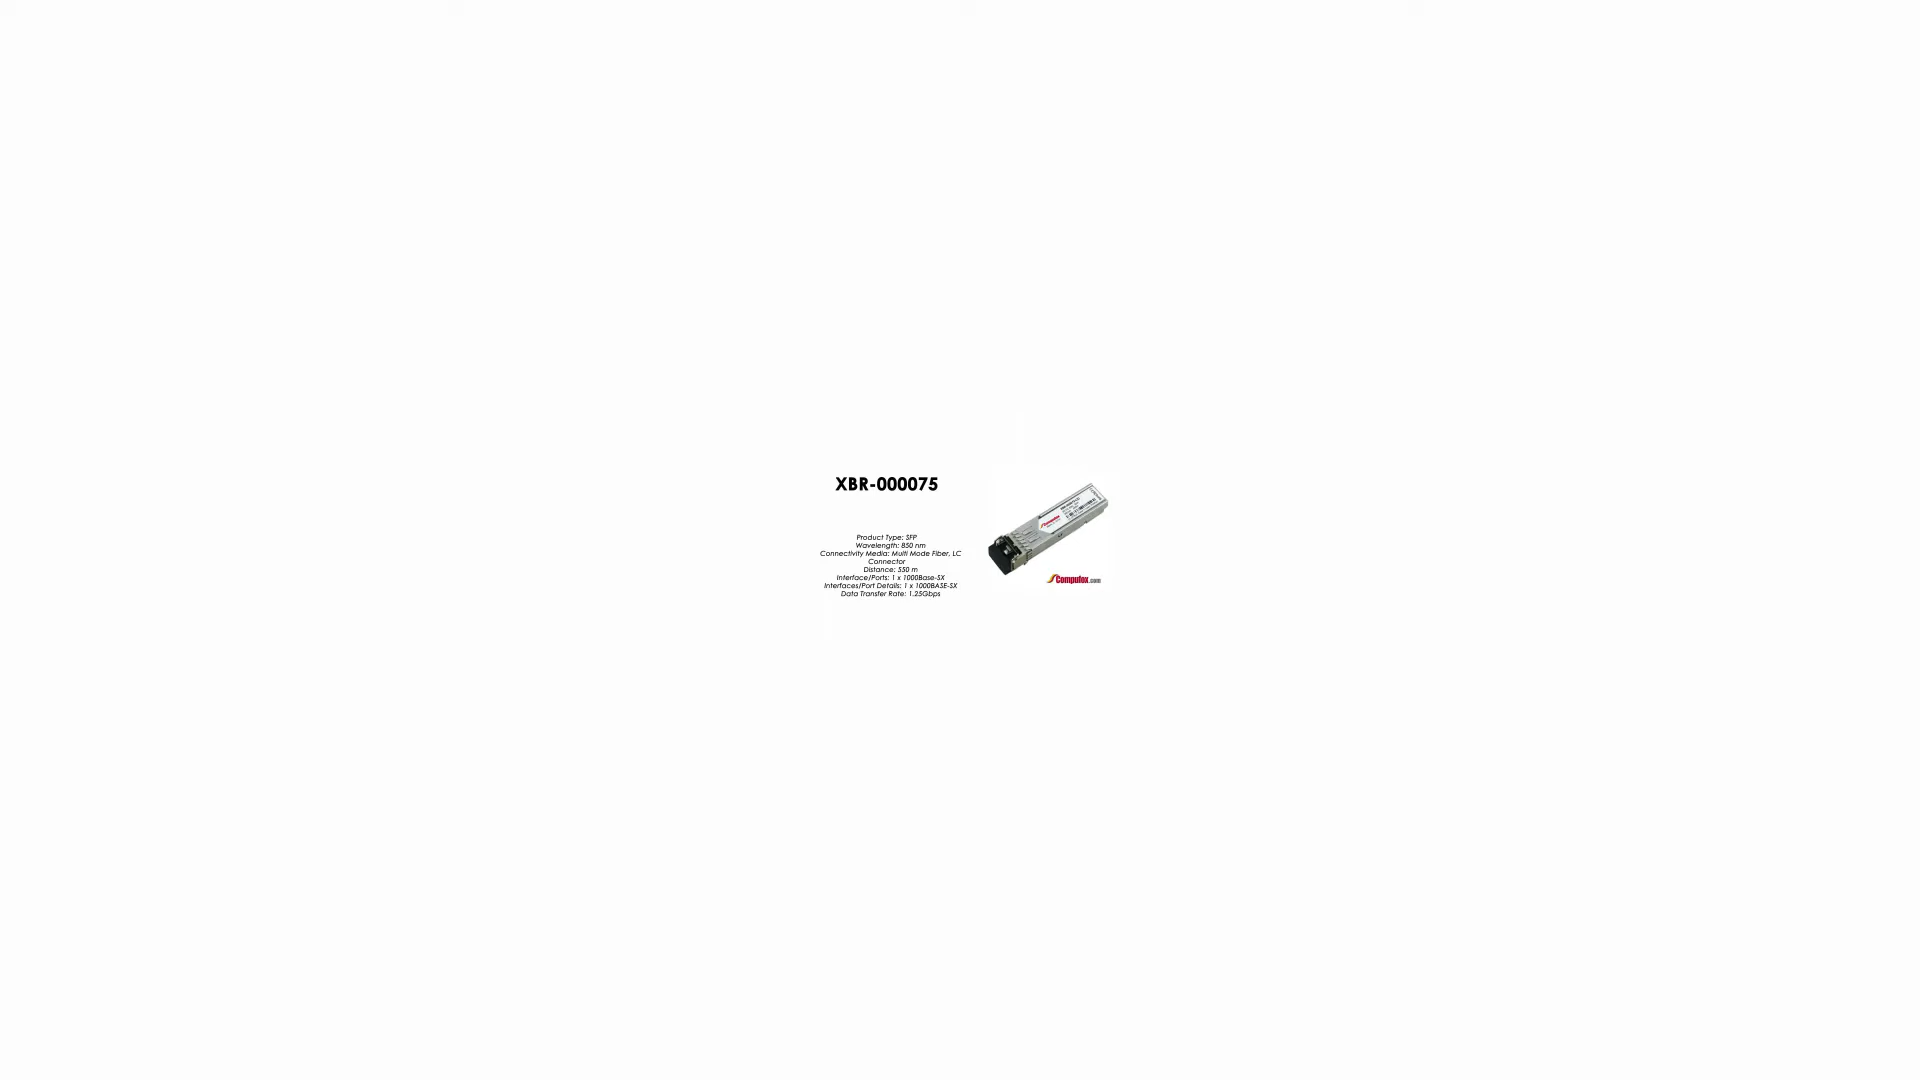 XBR-000075
Product Type: SFP
Wavelength: 850 nm
Connectivity Media: Multi Mode Fiber, LC
Connector
Distance: 550 m
Interface/Ports: 1 x 1000Base-SX
Interfaces/Port Details: 1 x 1000BASE-SX
Data Transfer Rate: 1.25Gbps
Compufox
Compufox.com